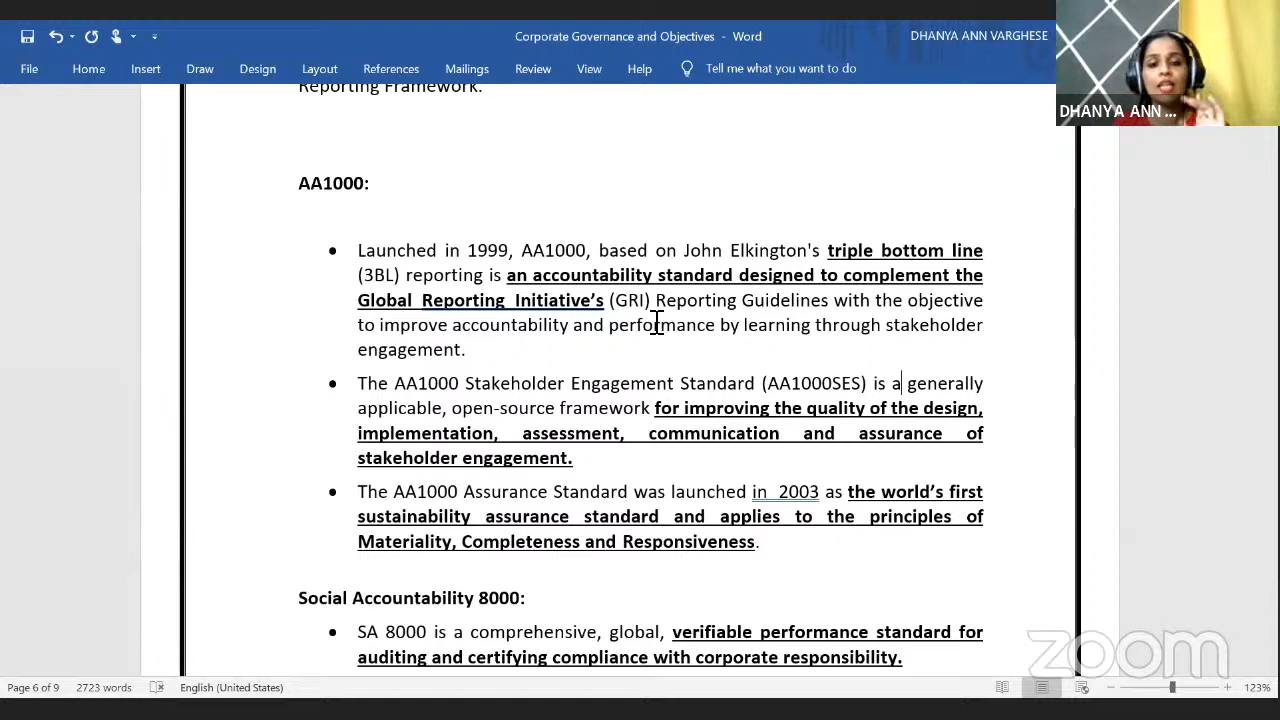 Corporate Governance and Objectives - Word
DHANYA ANN VARGHESE
File Home Insert Draw Design Layout References Mailings Review View Help Tell me what you want to do
DHANYA ANN ...
Reporting Framework.
AA1000:
• Launched in 1999, AA1000, based on John Elkington's triple bottom line
(3BL) reporting is an accountability standard designed to complement the
Global Reporting Initiative’s (GRI) Reporting Guidelines with the objective
to improve accountability and performance by learning through stakeholder
engagement.
• The AA1000 Stakeholder Engagement Standard (AA1000SES) is a generally
applicable, open-source framework for improving the quality of the design,
implementation, assessment, communication and assurance of
stakeholder engagement.
• The AA1000 Assurance Standard was launched in 2003 as the world’s first
sustainability assurance standard and applies to the principles of
Materiality, Completeness and Responsiveness.
Social Accountability 8000:
• SA 8000 is a comprehensive, global, verifiable performance standard for
auditing and certifying compliance with corporate responsibility.
zoom
Page 6 of 9 2723 words English (United States) 123%